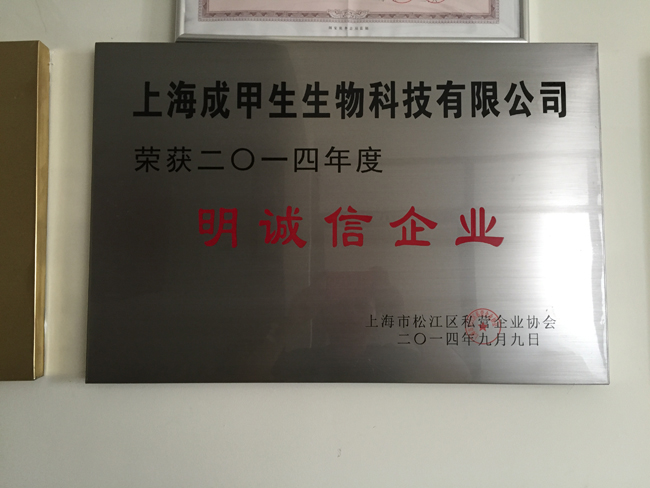 上海成甲生生物科技有限公司
荣获二〇一四年度
明诚信企业
上海市松江区私营企业协会
二〇一四年九月九日